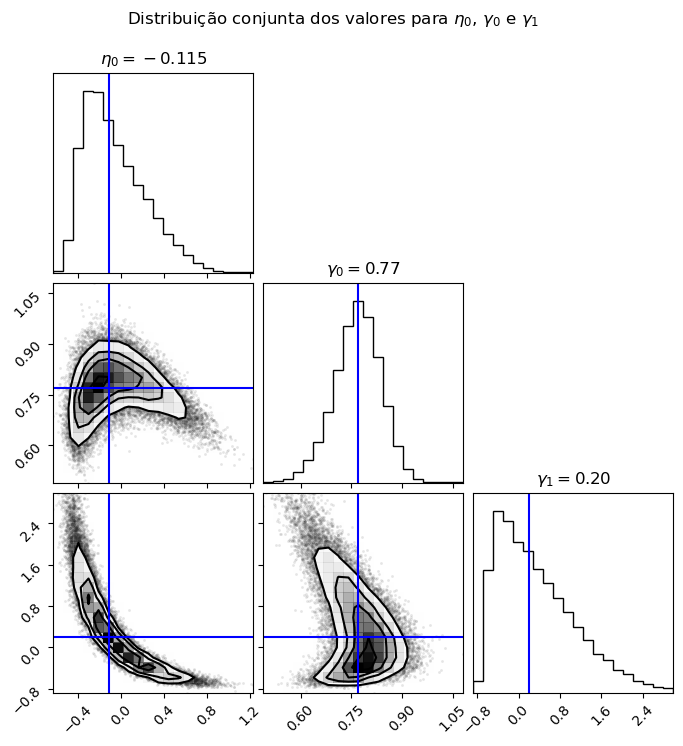 Distribuição conjunta dos valores para η₀, γ₀ e γ₁
η₀ = −0.115
γ₀ = 0.77
1.05
0.90
0.75
0.60
γ₁ = 0.20
2.4
1.6
0.8
0.0
−0.8
−0.4 0.0 0.4 0.8 1.2
0.60 0.75 0.90 1.05
−0.8 0.0 0.8 1.6 2.4